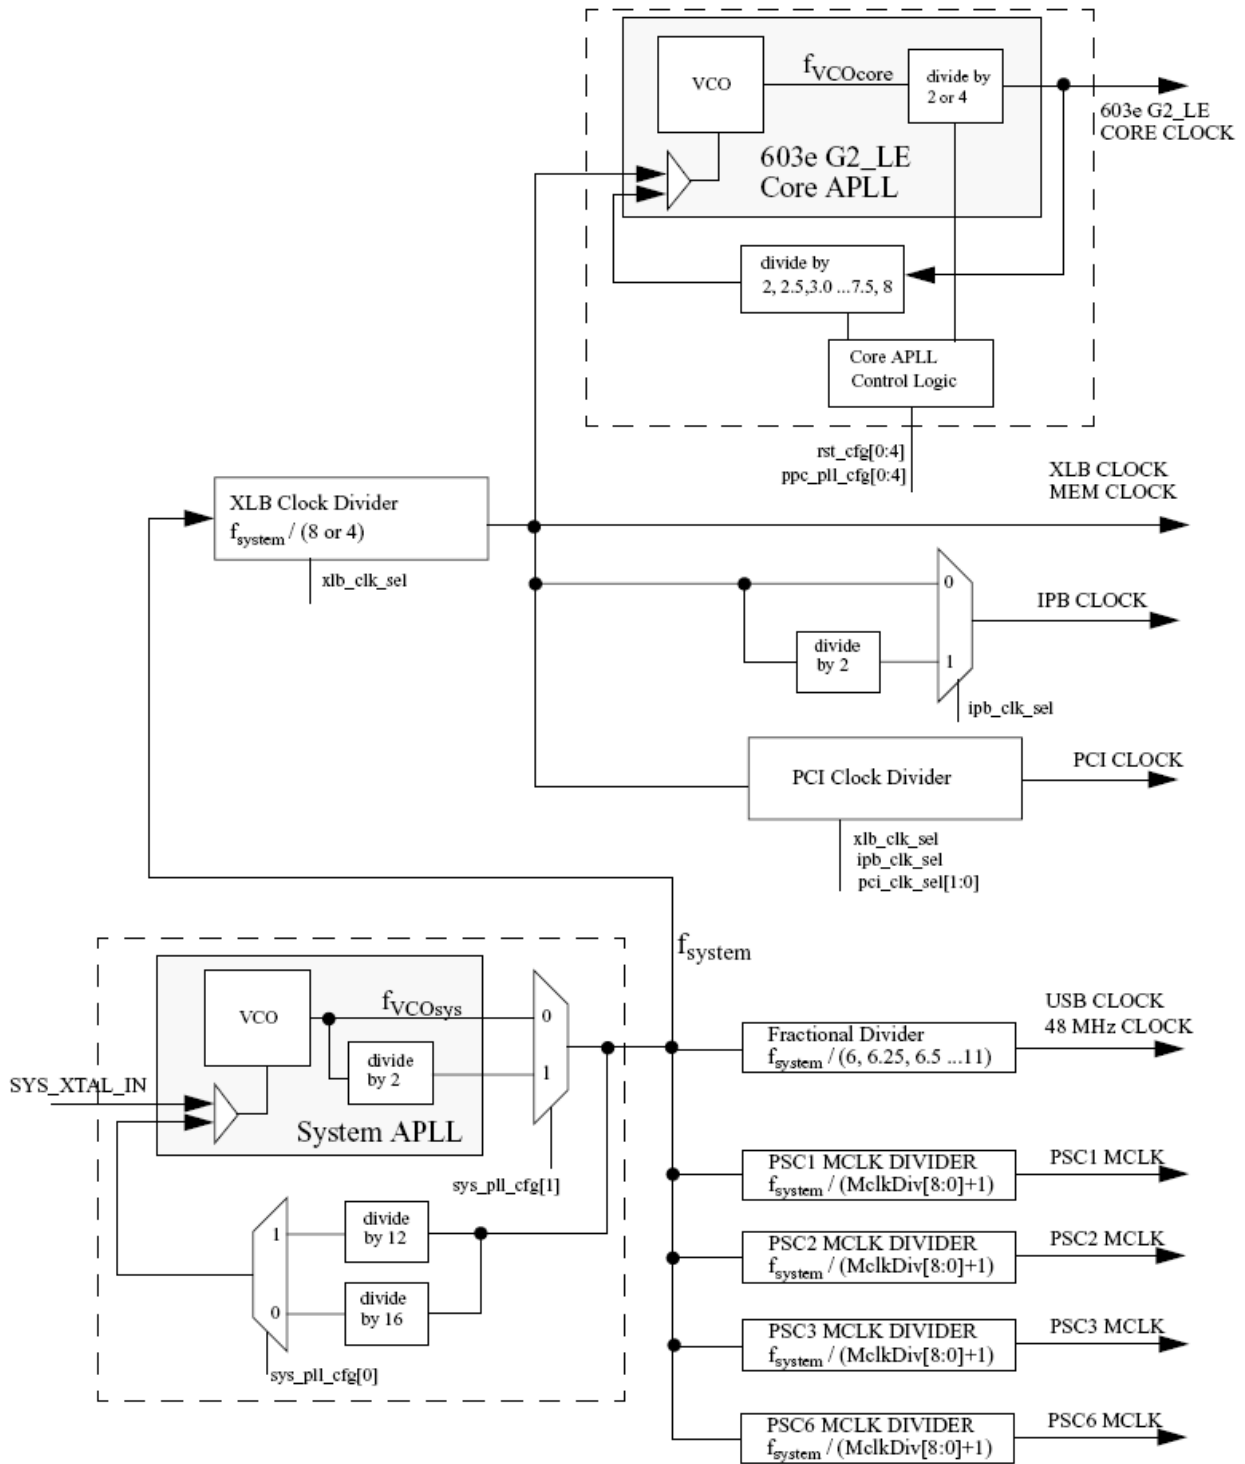 VCO
fVCOcore
divide by
2 or 4
603e G2_LE
CORE CLOCK
603e G2_LE
Core APLL
divide by
2, 2.5,3.0 ...7.5, 8
Core APLL
Control Logic
rst_cfg[0:4]
ppc_pll_cfg[0:4]
XLB CLOCK
MEM CLOCK
XLB Clock Divider
fsystem / (8 or 4)
xlb_clk_sel
0
IPB CLOCK
divide
by 2
1
ipb_clk_sel
PCI CLOCK
PCI Clock Divider
xlb_clk_sel
ipb_clk_sel
pci_clk_sel[1:0]
fsystem
VCO
fVCOsys
0
divide
by 2
1
SYS_XTAL_IN
System APLL
sys_pll_cfg[1]
1
divide
by 12
0
divide
by 16
sys_pll_cfg[0]
USB CLOCK
48 MHz CLOCK
Fractional Divider
fsystem / (6, 6.25, 6.5 ...11)
PSC1 MCLK DIVIDER
fsystem / (MclkDiv[8:0]+1)
PSC1 MCLK
PSC2 MCLK DIVIDER
fsystem / (MclkDiv[8:0]+1)
PSC2 MCLK
PSC3 MCLK DIVIDER
fsystem / (MclkDiv[8:0]+1)
PSC3 MCLK
PSC6 MCLK DIVIDER
fsystem / (MclkDiv[8:0]+1)
PSC6 MCLK